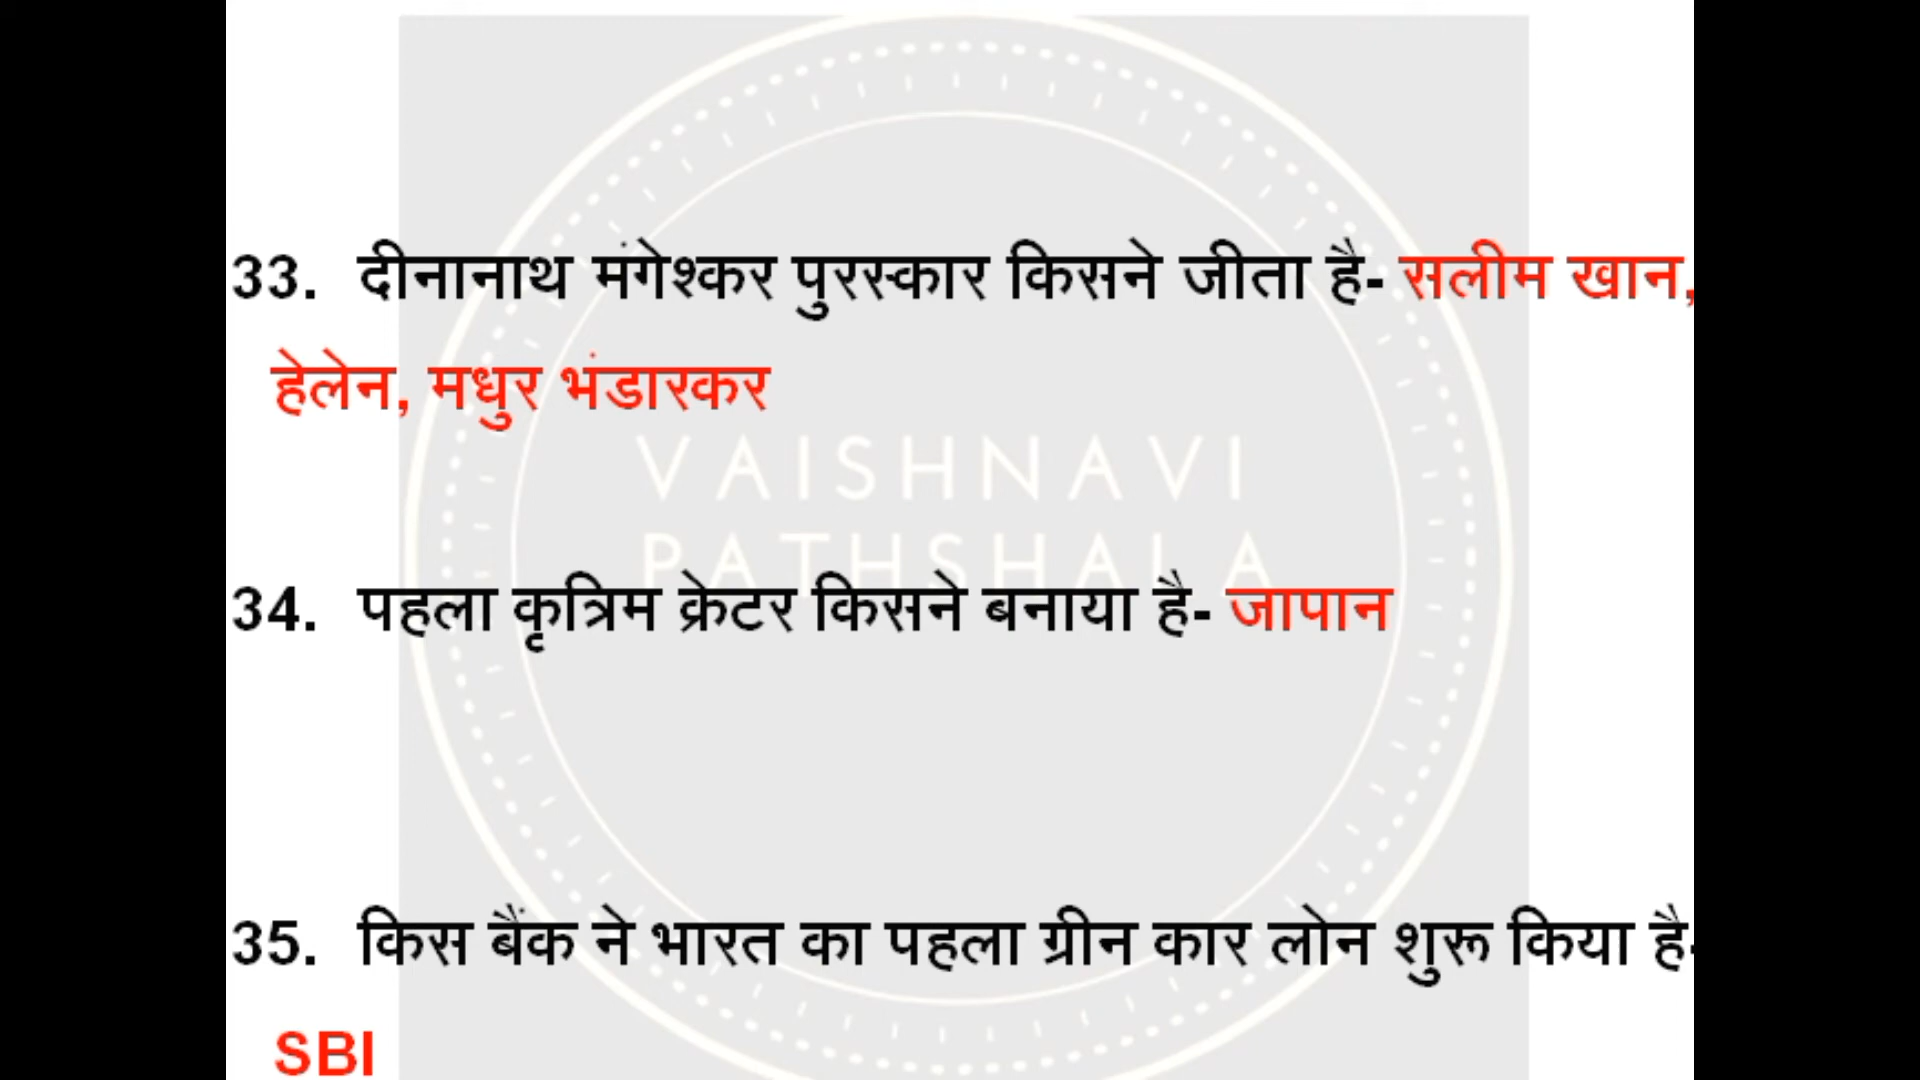 33. दीनानाथ मंगेश्कर पुरस्कार किसने जीता है- सलीम खान,
हेलेन, मधुर भंडारकर
VAISHNAVI
PATHSHALA
34. पहला कृत्रिम क्रेटर किसने बनाया है- जापान
35. किस बैंक ने भारत का पहला ग्रीन कार लोन शुरू किया है-
SBI